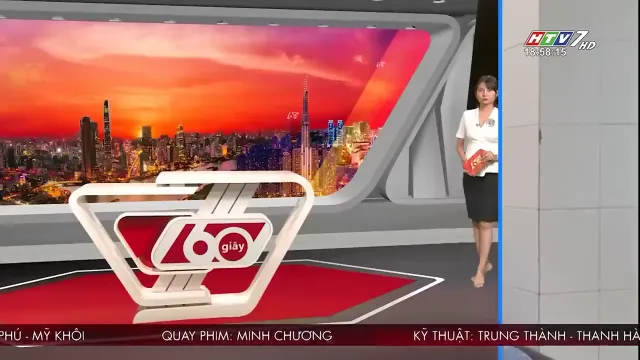 HTV7 HD
18:58:15
60 giây
PHÚ - MỸ KHÔI QUAY PHIM: MINH CHƯƠNG KỸ THUẬT: TRUNG THÀNH - THANH HÀ